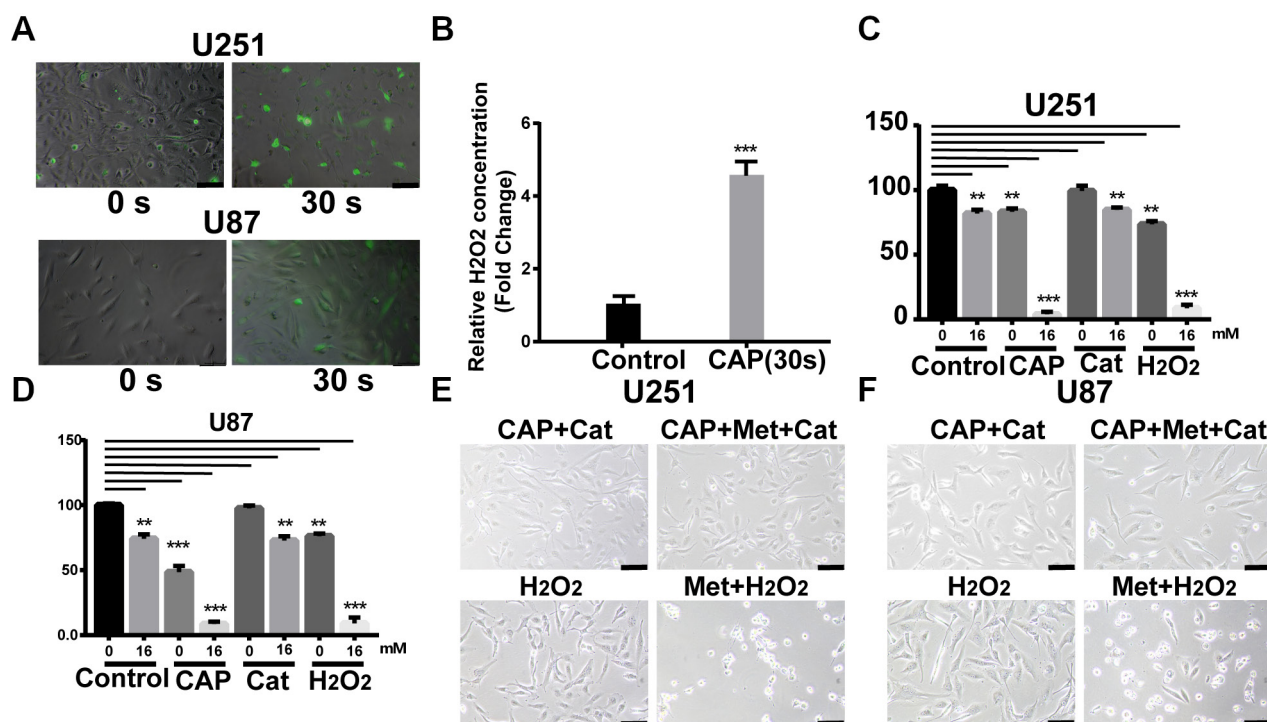 A
U251
0 s
30 s
U87
0 s
30 s
B
Relative H2O2 concentration
(Fold Change)
6
4
2
0
***
Control
CAP(30s)
C
U251
150
100
50
0
**
**
***
**
**
***
0
16
0
16
0
16
0
16
mM
Control
CAP
Cat
H2O2
D
U87
150
100
50
0.0
**
***
***
**
**
***
0
16
0
16
0
16
0
16
mM
Control
CAP
Cat
H2O2
E
U251
CAP+Cat
CAP+Met+Cat
H2O2
Met+H2O2
F
U87
CAP+Cat
CAP+Met+Cat
H2O2
Met+H2O2